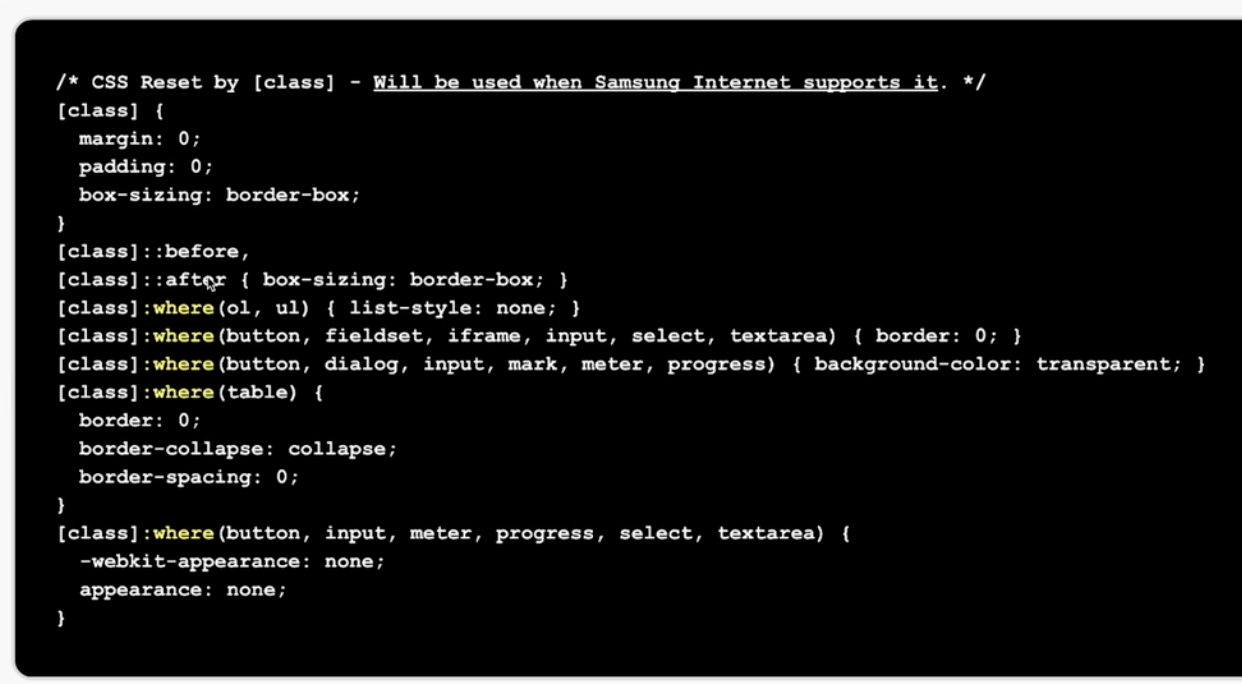 /* CSS Reset by [class] - Will be used when Samsung Internet supports it. */
[class] {
  margin: 0;
  padding: 0;
  box-sizing: border-box;
}
[class]::before,
[class]::after { box-sizing: border-box; }
[class]:where(ol, ul) { list-style: none; }
[class]:where(button, fieldset, iframe, input, select, textarea) { border: 0; }
[class]:where(button, dialog, input, mark, meter, progress) { background-color: transparent; }
[class]:where(table) {
  border: 0;
  border-collapse: collapse;
  border-spacing: 0;
}
[class]:where(button, input, meter, progress, select, textarea) {
  -webkit-appearance: none;
  appearance: none;
}